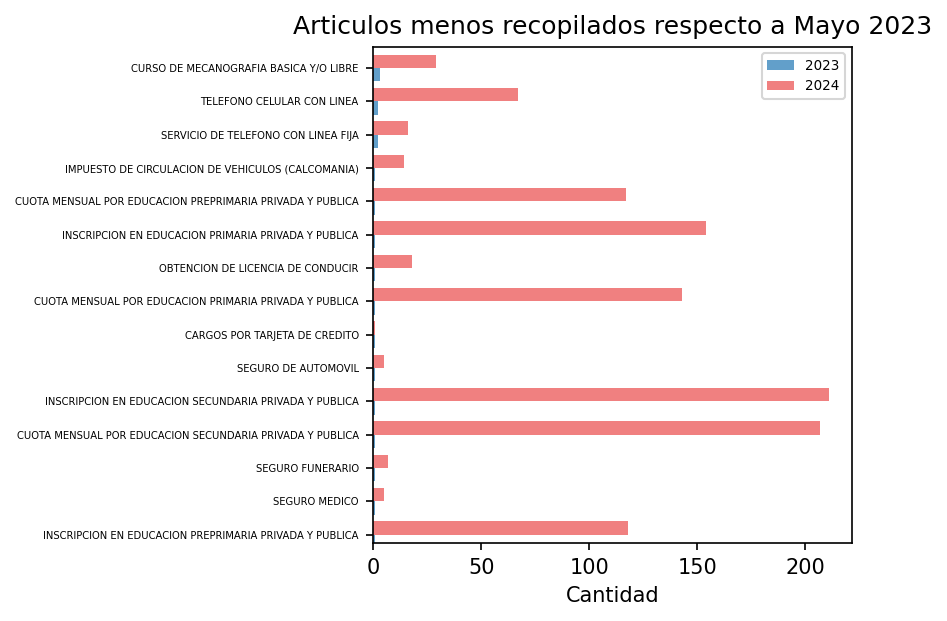 Articulos menos recopilados respecto a Mayo 2023
2023
2024
CURSO DE MECANOGRAFIA BASICA Y/O LIBRE
TELEFONO CELULAR CON LINEA
SERVICIO DE TELEFONO CON LINEA FIJA
IMPUESTO DE CIRCULACION DE VEHICULOS (CALCOMANIA)
CUOTA MENSUAL POR EDUCACION PREPRIMARIA PRIVADA Y PUBLICA
INSCRIPCION EN EDUCACION PRIMARIA PRIVADA Y PUBLICA
OBTENCION DE LICENCIA DE CONDUCIR
CUOTA MENSUAL POR EDUCACION PRIMARIA PRIVADA Y PUBLICA
CARGOS POR TARJETA DE CREDITO
SEGURO DE AUTOMOVIL
INSCRIPCION EN EDUCACION SECUNDARIA PRIVADA Y PUBLICA
CUOTA MENSUAL POR EDUCACION SECUNDARIA PRIVADA Y PUBLICA
SEGURO FUNERARIO
SEGURO MEDICO
INSCRIPCION EN EDUCACION PREPRIMARIA PRIVADA Y PUBLICA
0 50 100 150 200
Cantidad